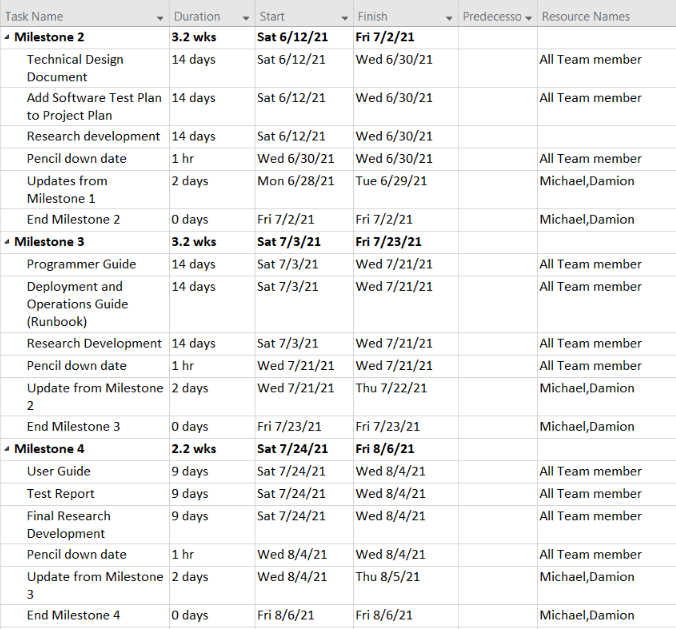 Task Name Duration Start Finish Predecesso Resource Names
Milestone 2 3.2 wks Sat 6/12/21 Fri 7/2/21
Technical Design 14 days Sat 6/12/21 Wed 6/30/21 All Team member
Document
Add Software Test Plan 14 days Sat 6/12/21 Wed 6/30/21 All Team member
to Project Plan
Research development 14 days Sat 6/12/21 Wed 6/30/21
Pencil down date 1 hr Wed 6/30/21 Wed 6/30/21 All Team member
Updates from 2 days Mon 6/28/21 Tue 6/29/21 Michael,Damion
Milestone 1
End Milestone 2 0 days Fri 7/2/21 Fri 7/2/21 Michael,Damion
Milestone 3 3.2 wks Sat 7/3/21 Fri 7/23/21
Programmer Guide 14 days Sat 7/3/21 Wed 7/21/21 All Team member
Deployment and 14 days Sat 7/3/21 Wed 7/21/21 All Team member
Operations Guide
(Runbook)
Research Development 14 days Sat 7/3/21 Wed 7/21/21 All Team member
Pencil down date 1 hr Wed 7/21/21 Wed 7/21/21 All Team member
Update from Milestone 2 days Wed 7/21/21 Thu 7/22/21 Michael,Damion
2
End Milestone 3 0 days Fri 7/23/21 Fri 7/23/21 Michael,Damion
Milestone 4 2.2 wks Sat 7/24/21 Fri 8/6/21
User Guide 9 days Sat 7/24/21 Wed 8/4/21 All Team member
Test Report 9 days Sat 7/24/21 Wed 8/4/21 All Team member
Final Research 9 days Sat 7/24/21 Wed 8/4/21 All Team member
Development
Pencil down date 1 hr Wed 8/4/21 Wed 8/4/21 All Team member
Update from Milestone 2 days Wed 8/4/21 Thu 8/5/21 Michael,Damion
3
End Milestone 4 0 days Fri 8/6/21 Fri 8/6/21 Michael,Damion